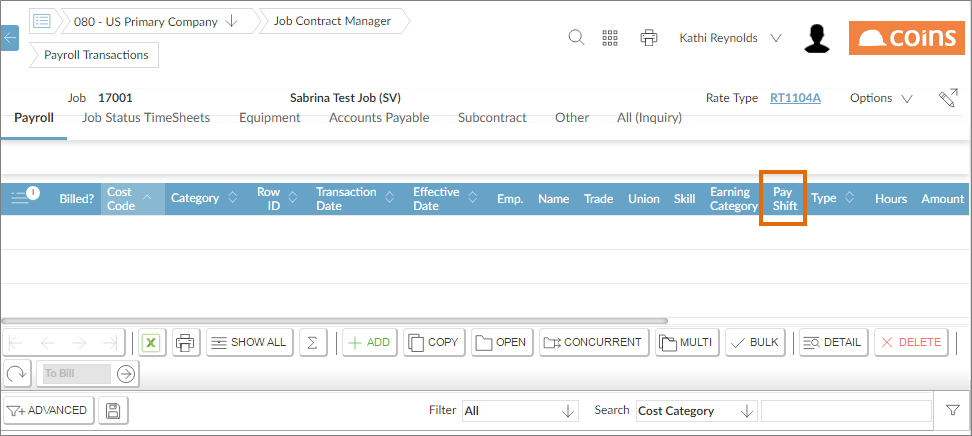 080 - US Primary Company
Job Contract Manager
Payroll Transactions
Kathi Reynolds
coins
Job 17001 Sabrina Test Job (SV) Rate Type RT1104A Options
Payroll Job Status TimeSheets Equipment Accounts Payable Subcontract Other All (Inquiry)
! Billed? Cost Code Category Row ID Transaction Date Effective Date Emp. Name Trade Union Skill Earning Category Pay Shift Type Hours Amount
X SHOW ALL Σ + ADD COPY OPEN CONCURRENT MULTI BULK DETAIL DELETE
To Bill
ADVANCED Filter All Search Cost Category